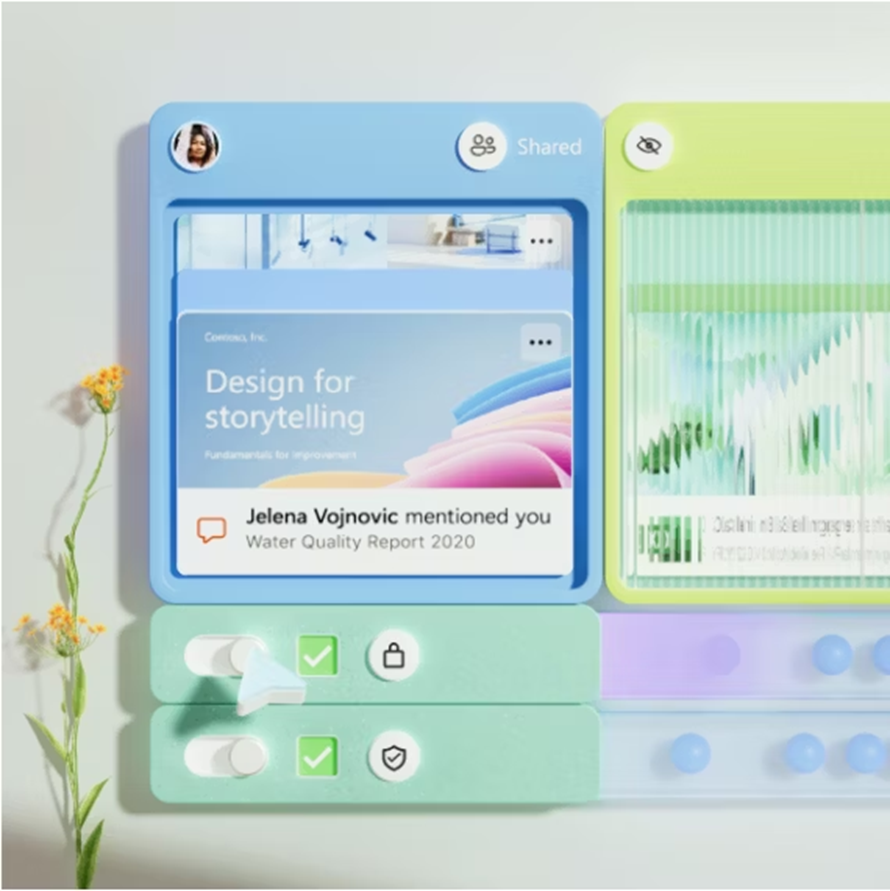 Shared
Contoso, Inc.
Design for
storytelling
Fundamentals for improvement
Jelena Vojnovic mentioned you
Water Quality Report 2020